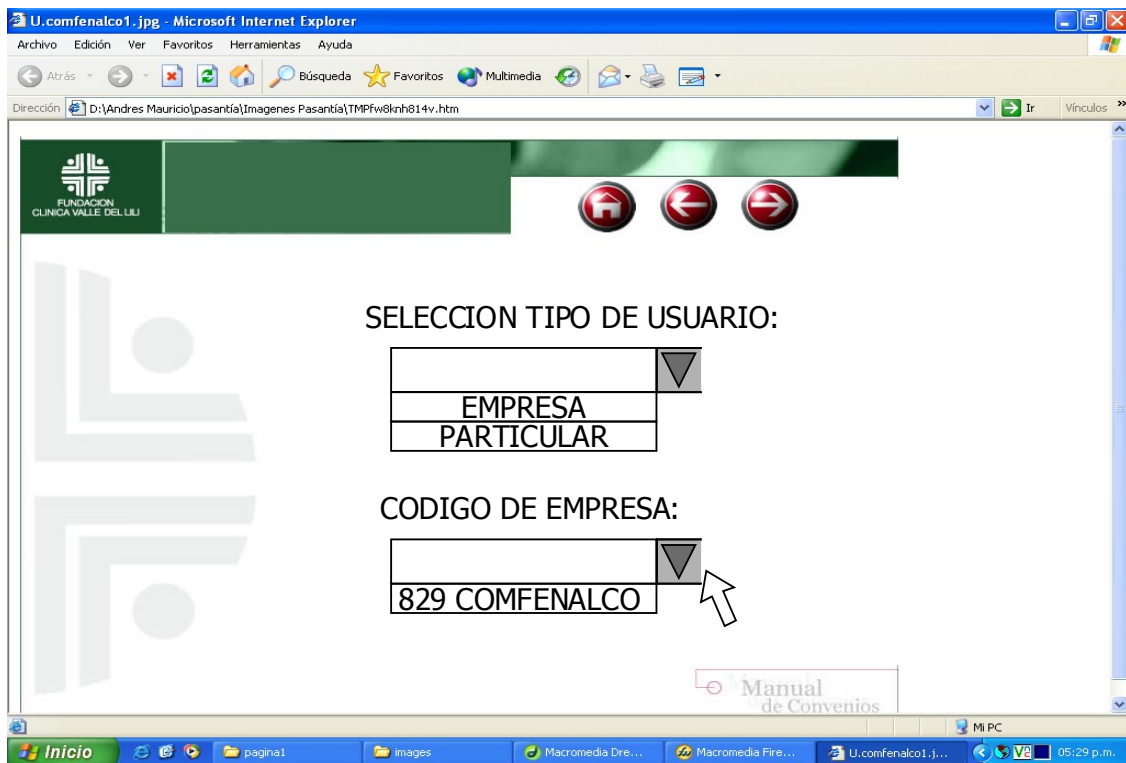 U.comfenalco1.jpg - Microsoft Internet Explorer
Archivo Edición Ver Favoritos Herramientas Ayuda
Atrás Búsqueda Favoritos Multimedia
Dirección D:\Andres Mauricio\pasantía\Imagenes Pasantía\TMPfw8knh814v.htm Ir Vínculos »
FUNDACION
CLINICA VALLE DEL LILI
SELECCION TIPO DE USUARIO:
EMPRESA
PARTICULAR
CODIGO DE EMPRESA:
829 COMFENALCO
Manual
de Convenios
Mi PC
Inicio pagina1 images Macromedia Dre... Macromedia Fire... U.comfenalco1.j... 05:29 p.m.